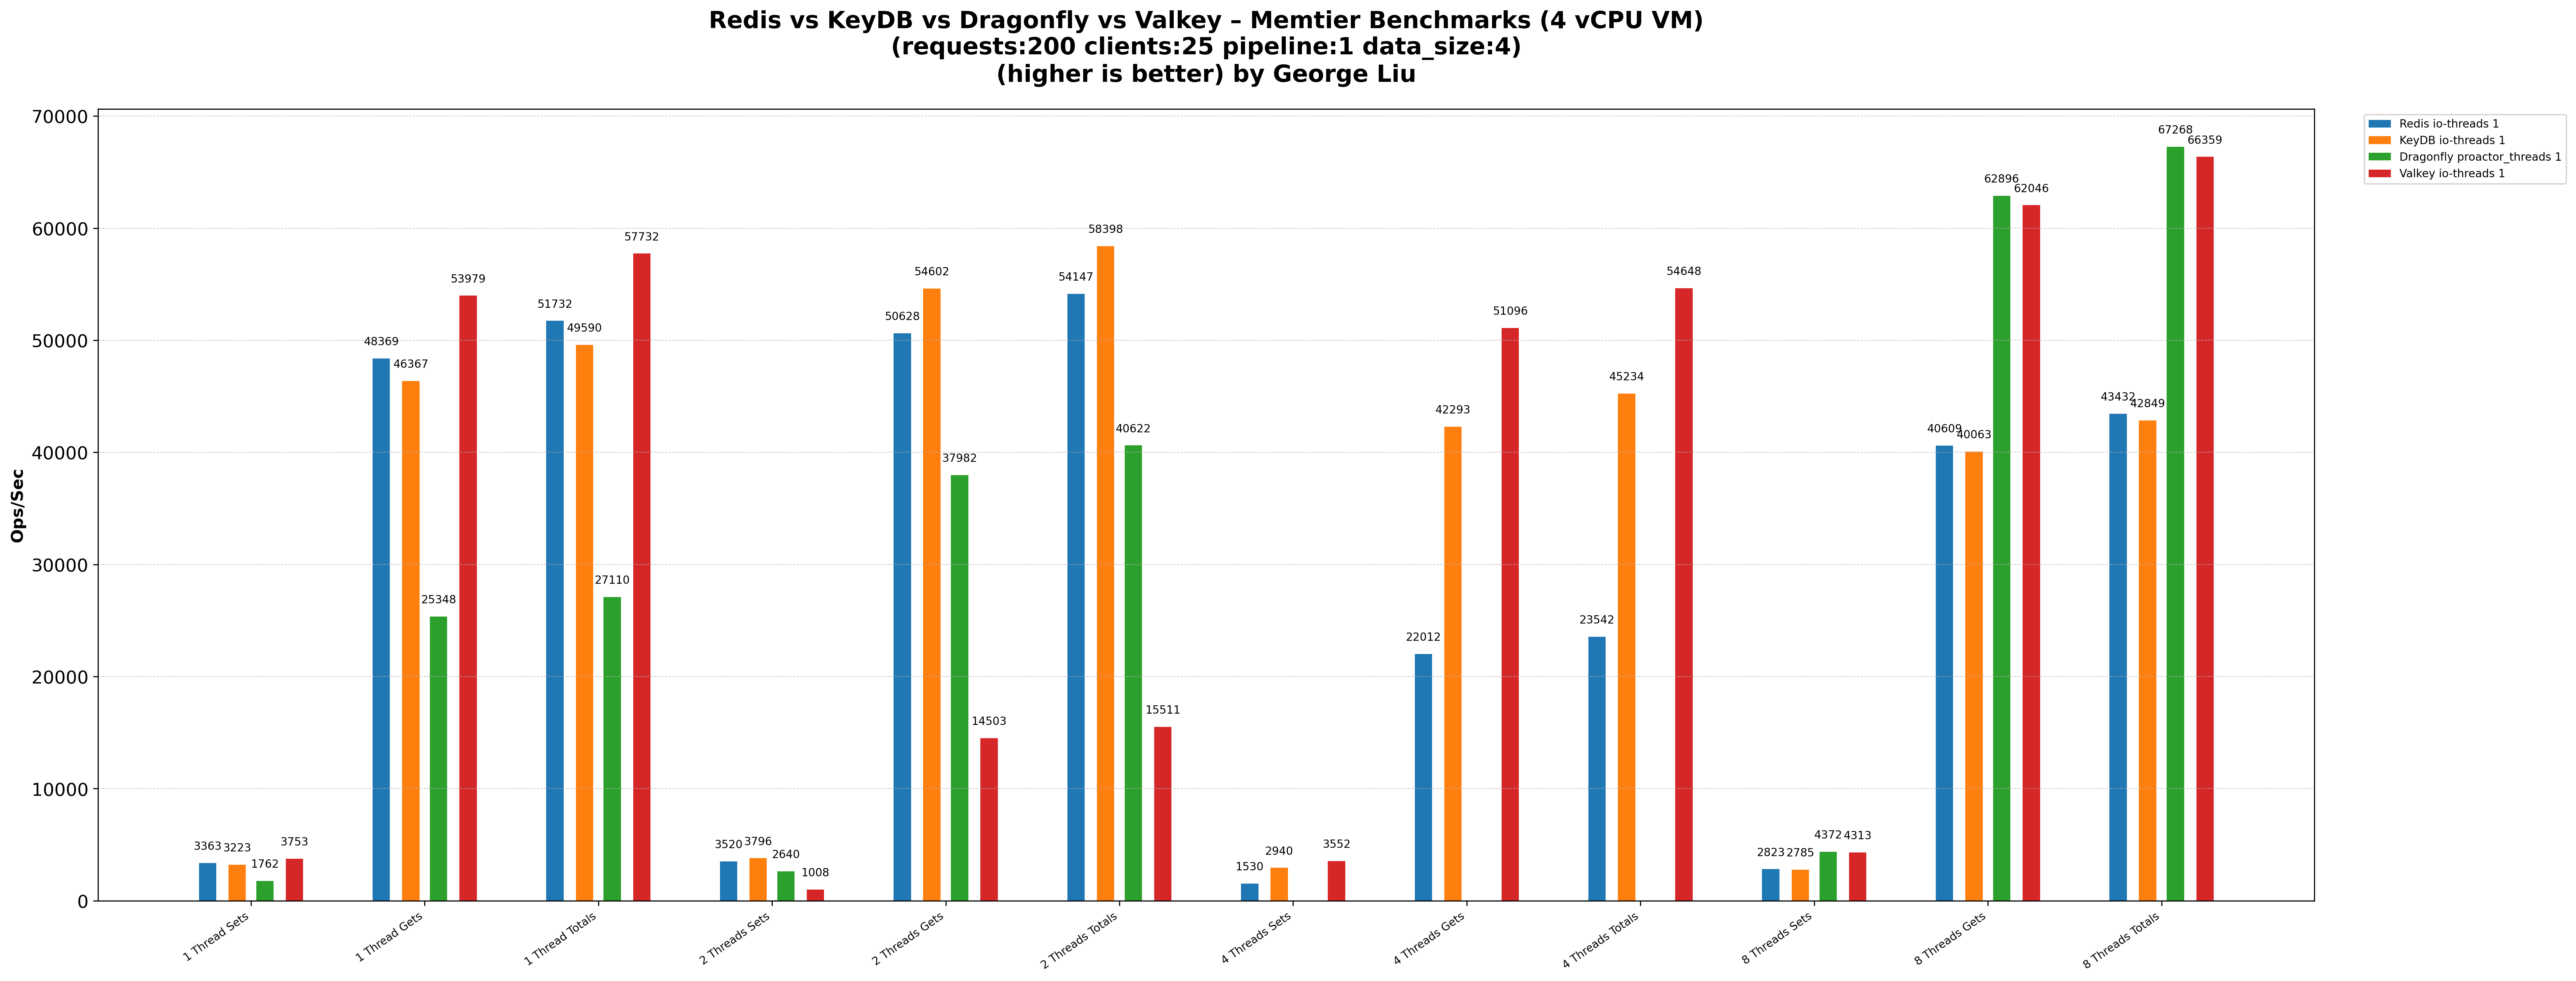 Redis vs KeyDB vs Dragonfly vs Valkey – Memtier Benchmarks (4 vCPU VM)
(requests:200 clients:25 pipeline:1 data_size:4)
(higher is better) by George Liu
Redis io-threads 1
KeyDB io-threads 1
Dragonfly proactor_threads 1
Valkey io-threads 1
Ops/Sec
70000
60000
50000
40000
30000
20000
10000
0
3363
3223
1762
3753
48369
46367
25348
53979
51732
49590
27110
57732
3520
3796
2640
1008
50628
54602
37982
14503
54147
58398
40622
15511
1530
2940
3552
22012
42293
51096
23542
45234
54648
2823
2785
4372
4313
40609
40063
62896
62046
43432
42849
67268
66359
1 Thread Sets
1 Thread Gets
1 Thread Totals
2 Threads Sets
2 Threads Gets
2 Threads Totals
4 Threads Sets
4 Threads Gets
4 Threads Totals
8 Threads Sets
8 Threads Gets
8 Threads Totals